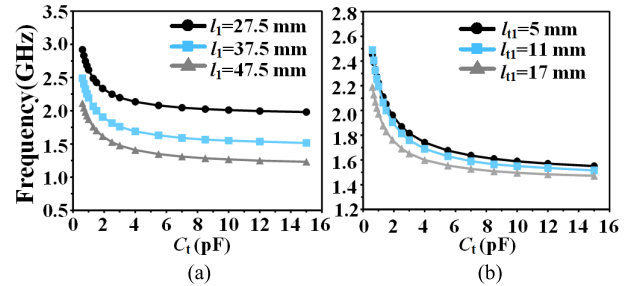 Frequency(GHz)
3.5
3.0
2.5
2.0
1.5
1.0
0.5
l₁=27.5 mm
l₁=37.5 mm
l₁=47.5 mm
0 2 4 6 8 10 12 14 16
Cₜ (pF)
(a)
2.8
2.6
2.4
2.2
2.0
1.8
1.6
1.4
1.2
lₜ₁=5 mm
lₜ₁=11 mm
lₜ₁=17 mm
0 2 4 6 8 10 12 14 16
Cₜ (pF)
(b)